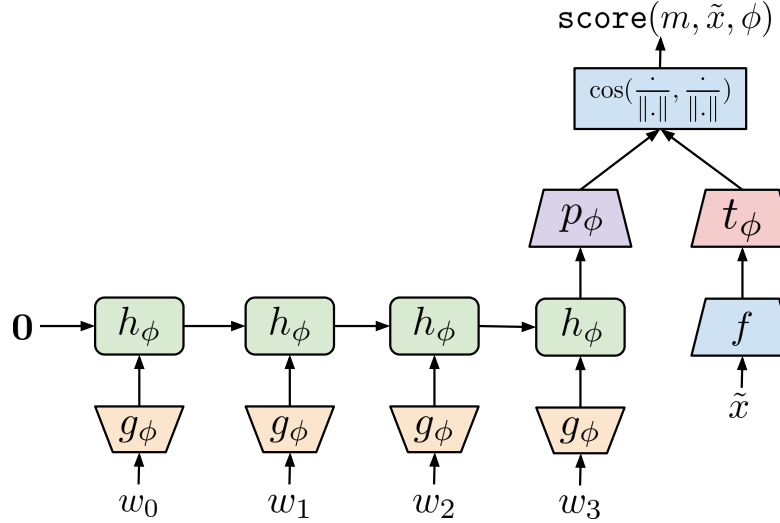 score(m, x̃, ϕ)
cos(·/‖.‖, ·/‖.‖)
p_ϕ t_ϕ
0 h_ϕ h_ϕ h_ϕ h_ϕ f
g_ϕ g_ϕ g_ϕ g_ϕ x̃
w_0 w_1 w_2 w_3